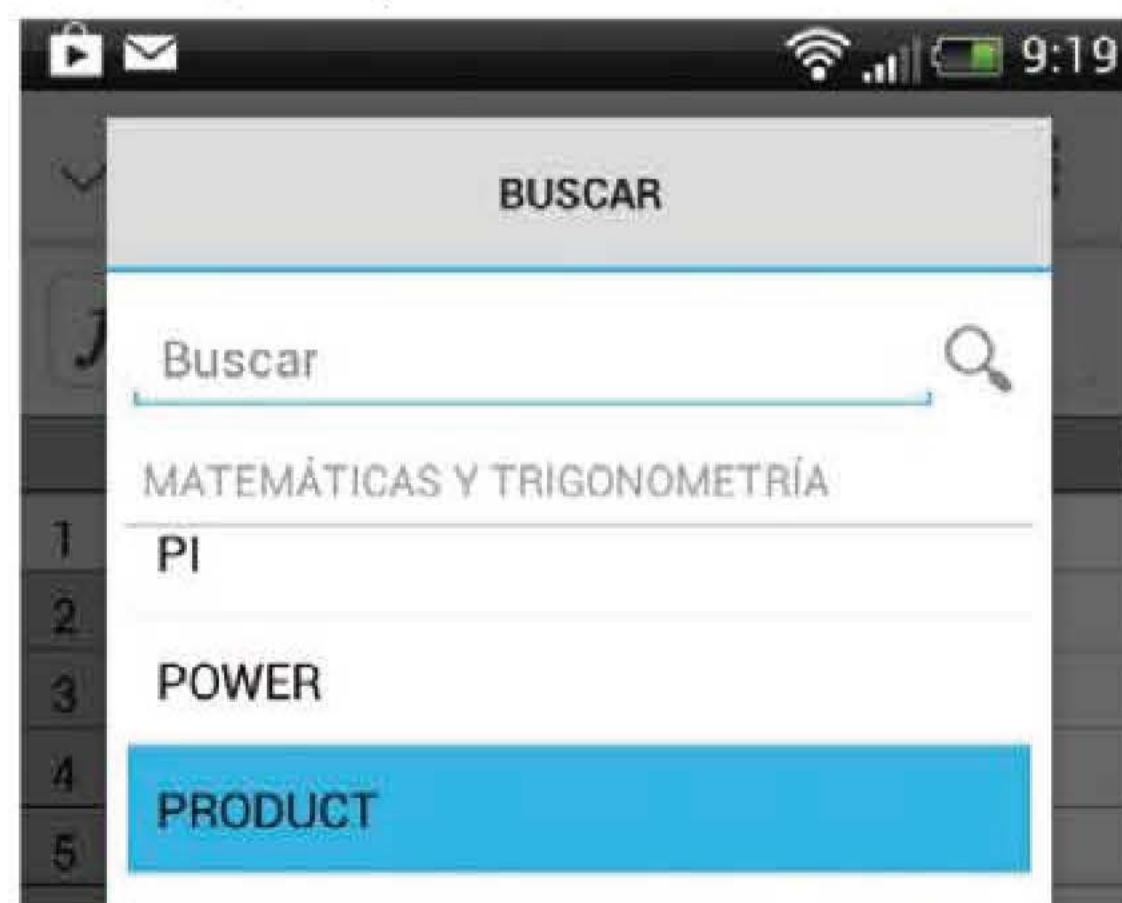 9:19
BUSCAR
Buscar
MATEMÁTICAS Y TRIGONOMETRÍA
1
PI
2
3
POWER
4
PRODUCT
5